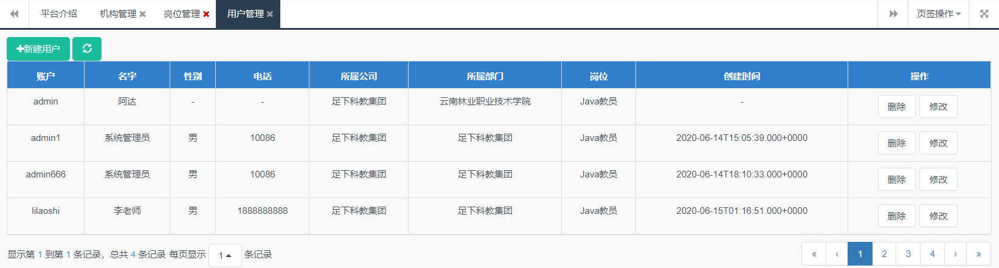 平台介绍 机构管理 岗位管理 用户管理 页签操作
新建用户
账户 名字 性别 电话 所属公司 所属部门 岗位 创建时间 操作
admin 阿达 - - 足下科教集团 云南林业职业技术学院 Java教员 - 删除 修改
admin1 系统管理员 男 10086 足下科教集团 足下科教集团 Java教员 2020-06-14T15:05:39.000+0000 删除 修改
admin666 系统管理员 男 10086 足下科教集团 足下科教集团 Java教员 2020-06-14T18:10:33.000+0000 删除 修改
lilaoshi 李老师 男 1888888888 足下科教集团 足下科教集团 Java教员 2020-06-15T01:16:51.000+0000 删除 修改
显示第 1 到第 1 条记录，总共 4 条记录 每页显示 1 条记录 « ‹ 1 2 3 4 › »